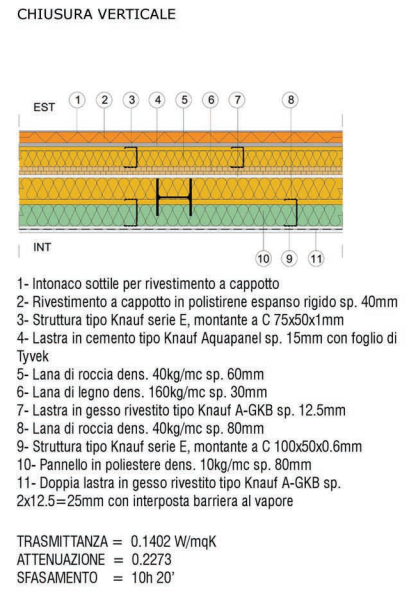 CHIUSURA VERTICALE
EST 1 2 3 4 5 6 7 8
INT
10 9 11
1- Intonaco sottile per rivestimento a cappotto
2- Rivestimento a cappotto in polistirene espanso rigido sp. 40mm
3- Struttura tipo Knauf serie E, montante a C 75x50x1mm
4- Lastra in cemento tipo Knauf Aquapanel sp. 15mm con foglio di
Tyvek
5- Lana di roccia dens. 40kg/mc sp. 60mm
6- Lana di legno dens. 160kg/mc sp. 30mm
7- Lastra in gesso rivestito tipo Knauf A-GKB sp. 12.5mm
8- Lana di roccia dens. 40kg/mc sp. 80mm
9- Struttura tipo Knauf serie E, montante a C 100x50x0.6mm
10- Pannello in poliestere dens. 10kg/mc sp. 80mm
11- Doppia lastra in gesso rivestito tipo Knauf A-GKB sp.
2x12.5=25mm con interposta barriera al vapore
TRASMITTANZA = 0.1402 W/mqK
ATTENUAZIONE = 0.2273
SFASAMENTO = 10h 20'